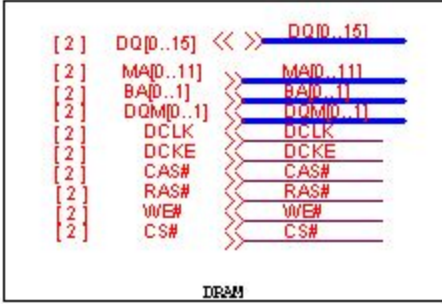 [ 2 ] DQ[0..15] DQ[0..15]
[ 2 ] MA[0..11] MA[0..11]
[ 2 ] BA[0..1] BA[0..1]
[ 2 ] DQM[0..1] DQM[0..1]
[ 2 ] DCLK DCLK
[ 2 ] DCKE DCKE
[ 2 ] CAS# CAS#
[ 2 ] RAS# RAS#
[ 2 ] WE# WE#
[ 2 ] CS# CS#
DRAM